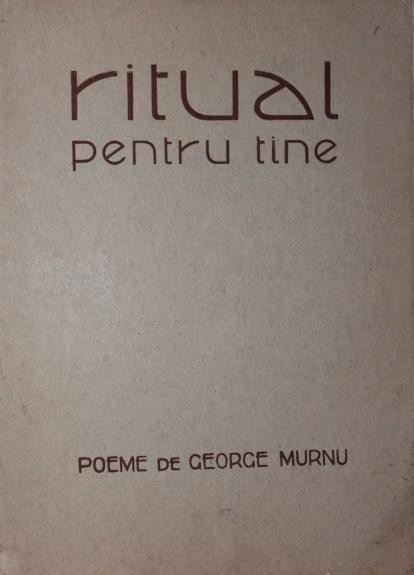 ritual
pentru tine
POEME DE GEORGE MURNU